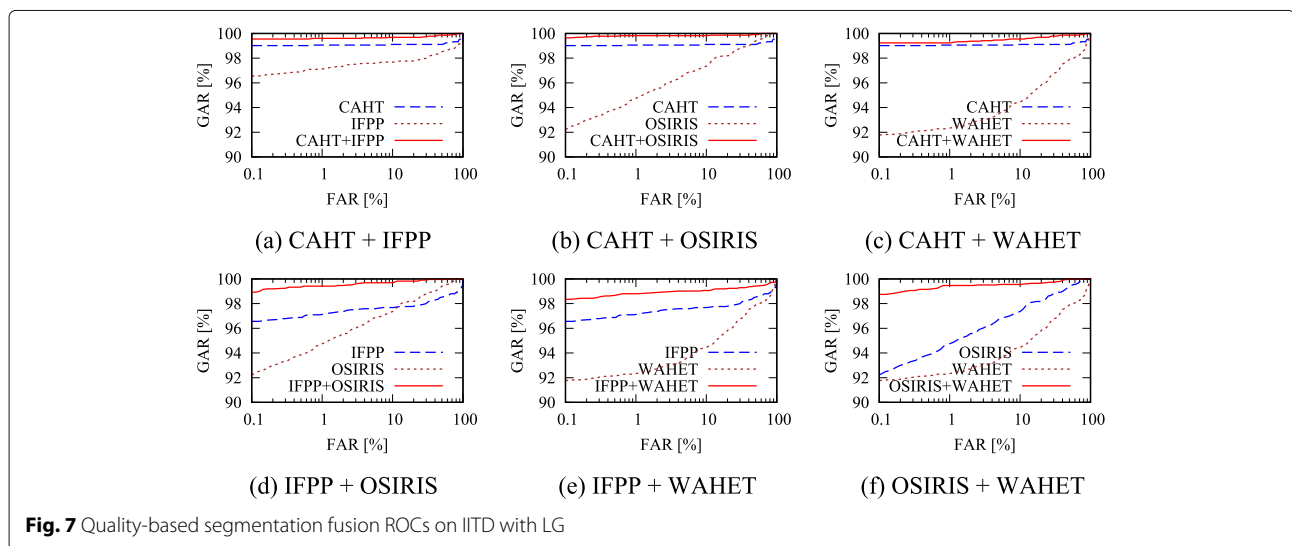 100
98
96
94
92
90
GAR [%]
CAHT
IFPP
CAHT+IFPP
0.1 1 10 100
FAR [%]
(a) CAHT + IFPP
100
98
96
94
92
90
GAR [%]
CAHT
OSIRIS
CAHT+OSIRIS
0.1 1 10 100
FAR [%]
(b) CAHT + OSIRIS
100
98
96
94
92
90
GAR [%]
CAHT
WAHET
CAHT+WAHET
0.1 1 10 100
FAR [%]
(c) CAHT + WAHET
100
98
96
94
92
90
GAR [%]
IFPP
OSIRIS
IFPP+OSIRIS
0.1 1 10 100
FAR [%]
(d) IFPP + OSIRIS
100
98
96
94
92
90
GAR [%]
IFPP
WAHET
IFPP+WAHET
0.1 1 10 100
FAR [%]
(e) IFPP + WAHET
100
98
96
94
92
90
GAR [%]
OSIRIS
WAHET
OSIRIS+WAHET
0.1 1 10 100
FAR [%]
(f) OSIRIS + WAHET
Fig. 7 Quality-based segmentation fusion ROCs on IITD with LG